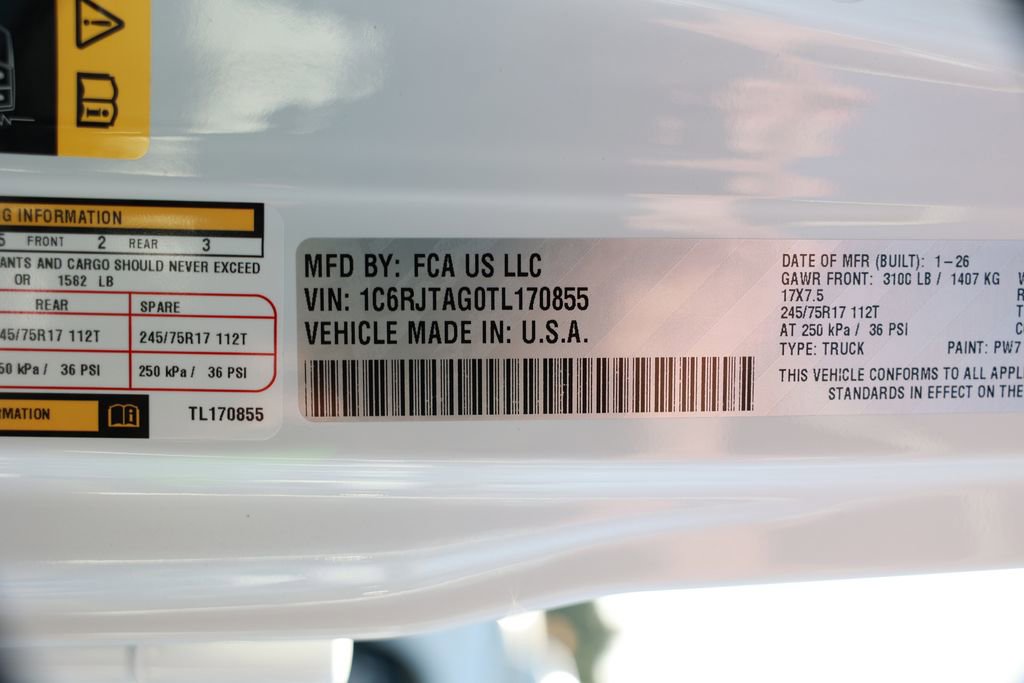 G INFORMATION
5 FRONT 2 REAR 3
ANTS AND CARGO SHOULD NEVER EXCEED
OR 1562 LB
REAR SPARE
45/75R17 112T 245/75R17 112T
50 kPa / 36 PSI 250 kPa / 36 PSI
RMATION
TL170855
MFD BY: FCA US LLC
VIN: 1C6RJTAG0TL170855
VEHICLE MADE IN: U.S.A.
DATE OF MFR (BUILT): 1-26
GAWR FRONT: 3100 LB / 1407 KG W
17X7.5 R
245/75R17 112T T
AT 250 kPa / 36 PSI C
TYPE: TRUCK PAINT: PW7
THIS VEHICLE CONFORMS TO ALL APPL
STANDARDS IN EFFECT ON THE